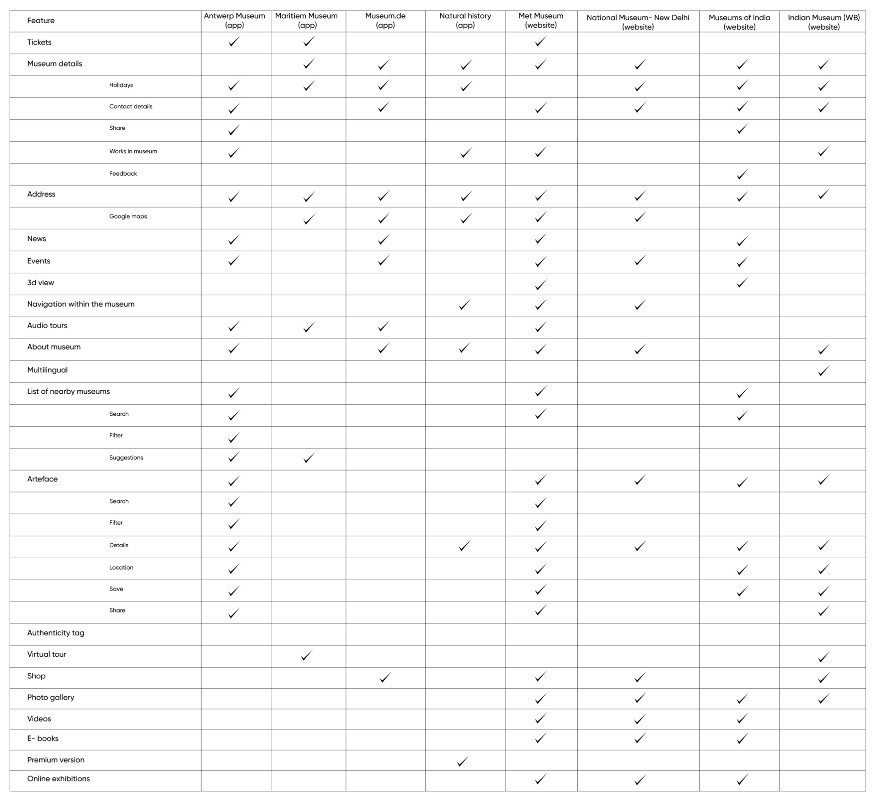 Feature Antwerp Museum Maritiem Museum Museum.de Natural history Met Museum National Museum- New Delhi Museums of India Indian Museum (WB)
(app) (app) (app) (app) (website) (website) (website) (website)
Tickets ✓ ✓ ✓
Museum details ✓ ✓ ✓ ✓ ✓ ✓ ✓
Holidays ✓ ✓ ✓ ✓ ✓ ✓ ✓
Contact details ✓ ✓ ✓ ✓ ✓ ✓
Share ✓ ✓
Works in museum ✓ ✓ ✓ ✓
Feedback ✓
Address ✓ ✓ ✓ ✓ ✓ ✓ ✓ ✓
Google maps ✓ ✓ ✓ ✓ ✓
News ✓ ✓ ✓ ✓
Events ✓ ✓ ✓ ✓ ✓
3d view ✓ ✓
Navigation within the museum ✓ ✓ ✓
Audio tours ✓ ✓ ✓ ✓
About museum ✓ ✓ ✓ ✓ ✓ ✓
Multilingual ✓
List of nearby museums ✓ ✓ ✓
Search ✓ ✓ ✓
Filter ✓
Suggestions ✓ ✓
Arteface ✓ ✓ ✓ ✓ ✓
Search ✓ ✓
Filter ✓ ✓
Details ✓ ✓ ✓ ✓ ✓ ✓
Location ✓ ✓ ✓ ✓
Save ✓ ✓ ✓ ✓
Share ✓ ✓ ✓
Authenticity tag
Virtual tour ✓ ✓
Shop ✓ ✓ ✓ ✓
Photo gallery ✓ ✓ ✓ ✓
Videos ✓ ✓ ✓
E- books ✓ ✓ ✓
Premium version ✓
Online exhibitions ✓ ✓ ✓